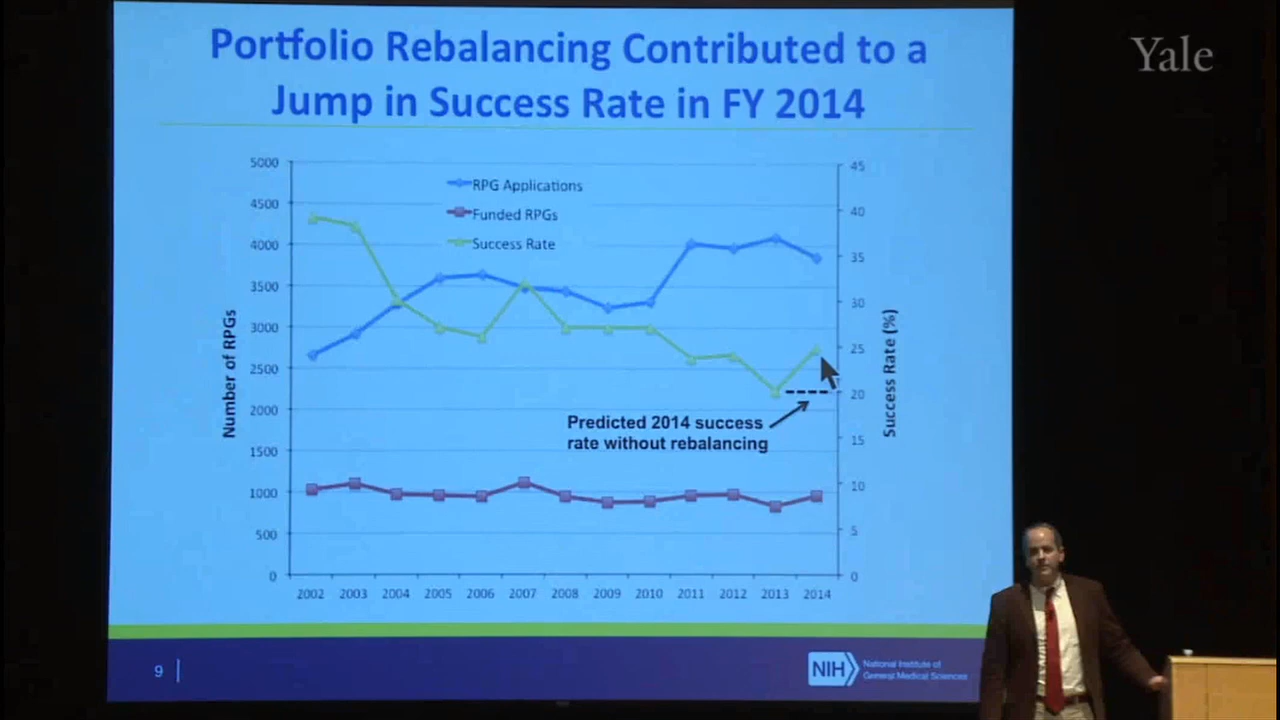 Portfolio Rebalancing Contributed to a
Jump in Success Rate in FY 2014
Yale
5000
4500
4000
3500
3000
2500
2000
1500
1000
500
0
Number of RPGs
RPG Applications
Funded RPGs
Success Rate
45
40
35
30
25
20
15
10
5
0
Success Rate (%)
Predicted 2014 success
rate without rebalancing
2002 2003 2004 2005 2006 2007 2008 2009 2010 2011 2012 2013 2014
9
NIH
National Institute of
General Medical Sciences